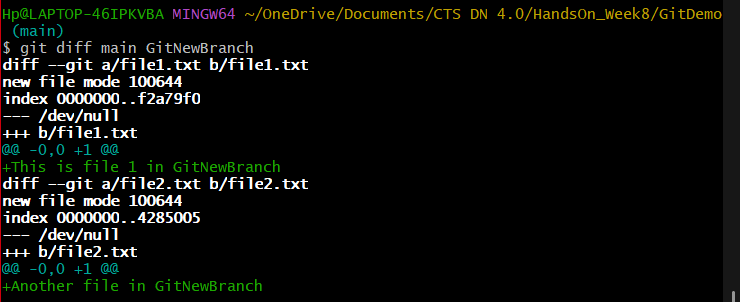 Hp@LAPTOP-46IPKVBA MINGW64 ~/OneDrive/Documents/CTS DN 4.0/HandsOn_Week8/GitDemo
(main)
$ git diff main GitNewBranch
diff --git a/file1.txt b/file1.txt
new file mode 100644
index 0000000..f2a79f0
--- /dev/null
+++ b/file1.txt
@@ -0,0 +1 @@
+This is file 1 in GitNewBranch
diff --git a/file2.txt b/file2.txt
new file mode 100644
index 0000000..4285005
--- /dev/null
+++ b/file2.txt
@@ -0,0 +1 @@
+Another file in GitNewBranch